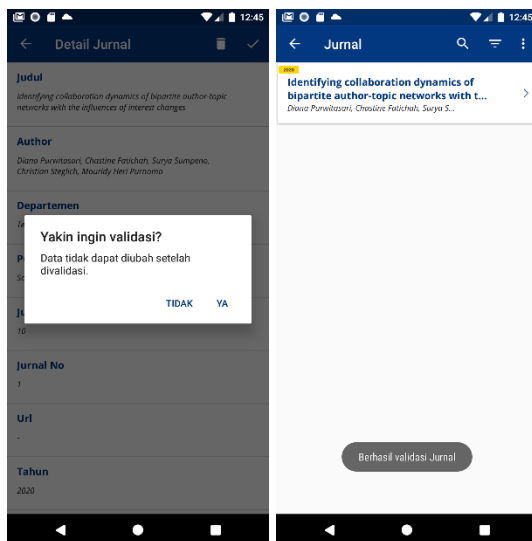 12:45
Detail Jurnal
Judul
Identifying collaboration dynamics of bipartite author-topic
networks with the influences of interest changes
Author
Diana Purwitasari, Chastine Fatichah, Surya Sumpeno,
Christian Steglich, Mauridy Heri Purnomo
Departemen
Yakin ingin validasi?
Data tidak dapat diubah setelah
divalidasi.
TIDAK YA
10
Jurnal No
1
Url
-
Tahun
2020
12:45
Jurnal
2020
Identifying collaboration dynamics of
bipartite author-topic networks with t...
Diana Purwitasari, Chastine Fatichah, Surya S...
Berhasil validasi Jurnal